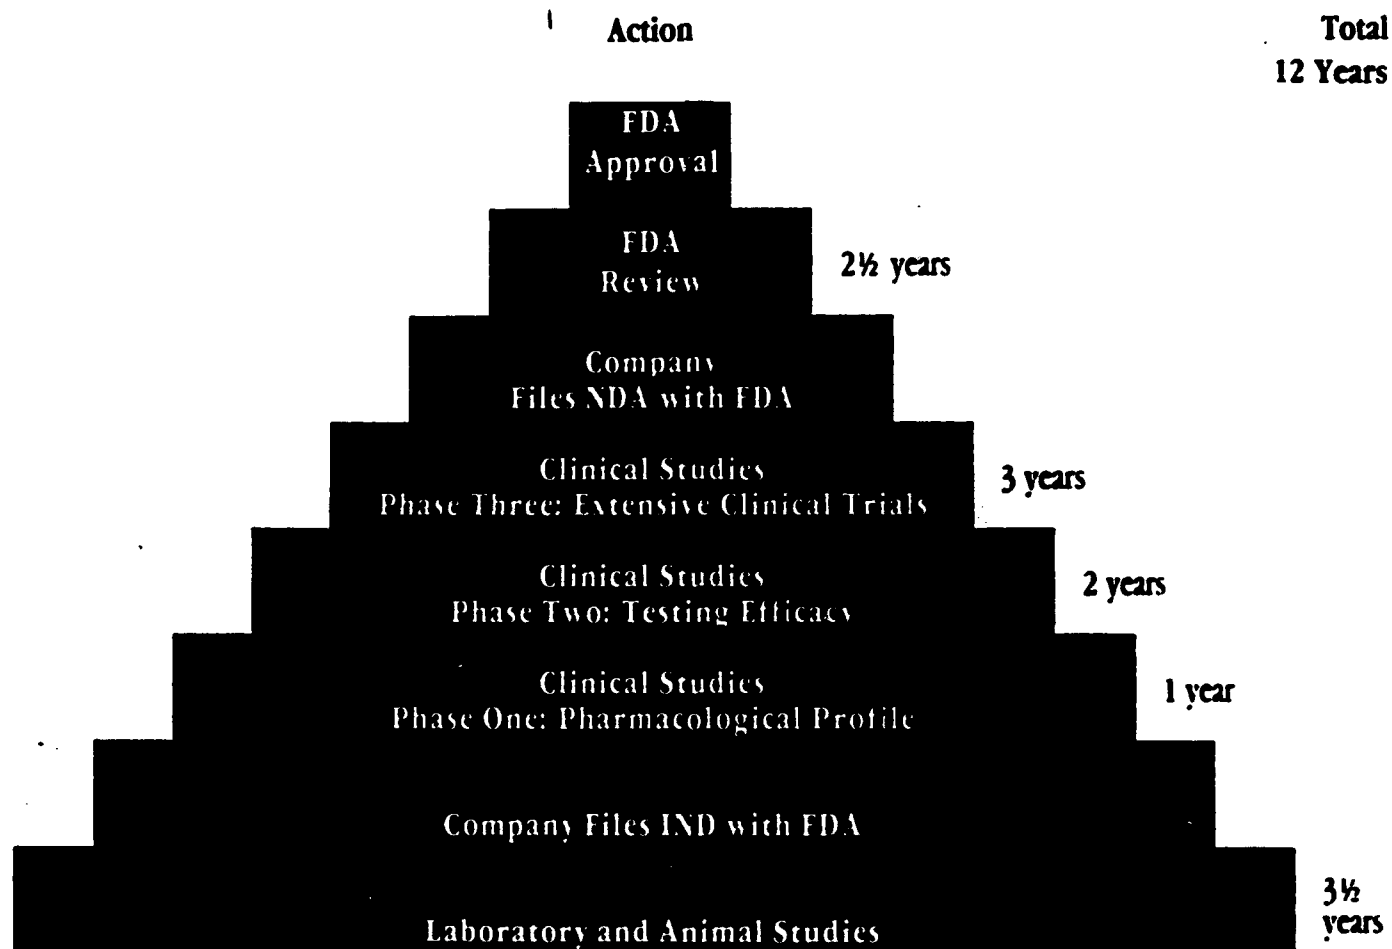 Action
Total
12 Years
FDA
Approval
FDA
Review
2½ years
Company
Files NDA with FDA
Clinical Studies
Phase Three: Extensive Clinical Trials
3 years
Clinical Studies
Phase Two: Testing Efficacy
2 years
Clinical Studies
Phase One: Pharmacological Profile
1 year
Company Files IND with FDA
Laboratory and Animal Studies
3½
years